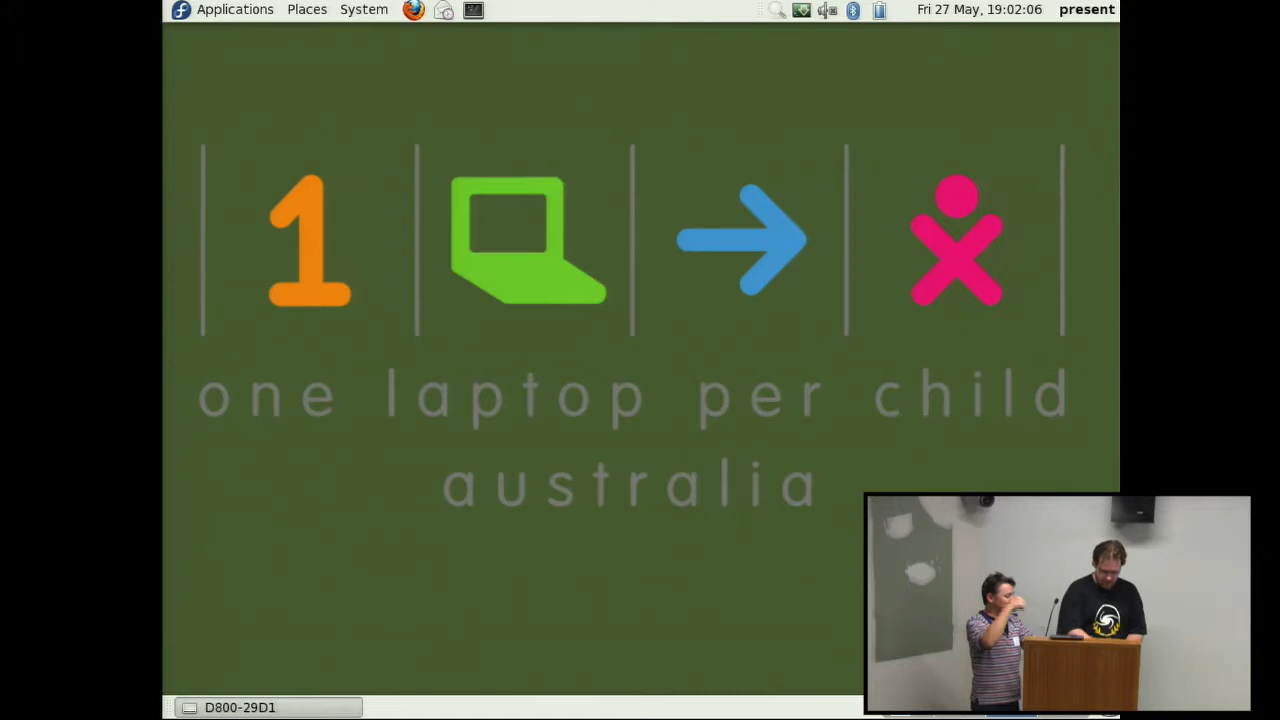 Applications Places System Fri 27 May, 19:02:06 present
1
one laptop per child
australia
D800-29D1